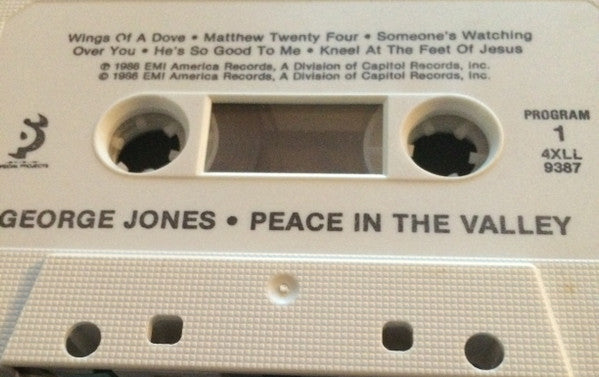 Wings Of A Dove • Matthew Twenty Four • Someone's Watching
Over You • He's So Good To Me • Kneel At The Feet Of Jesus
℗ 1986 EMI America Records, A Division of Capitol Records, Inc.
© 1986 EMI America Records, A Division of Capitol Records, Inc.
PROGRAM
1
4XLL
9387
SPECIAL PROJECTS
GEORGE JONES • PEACE IN THE VALLEY